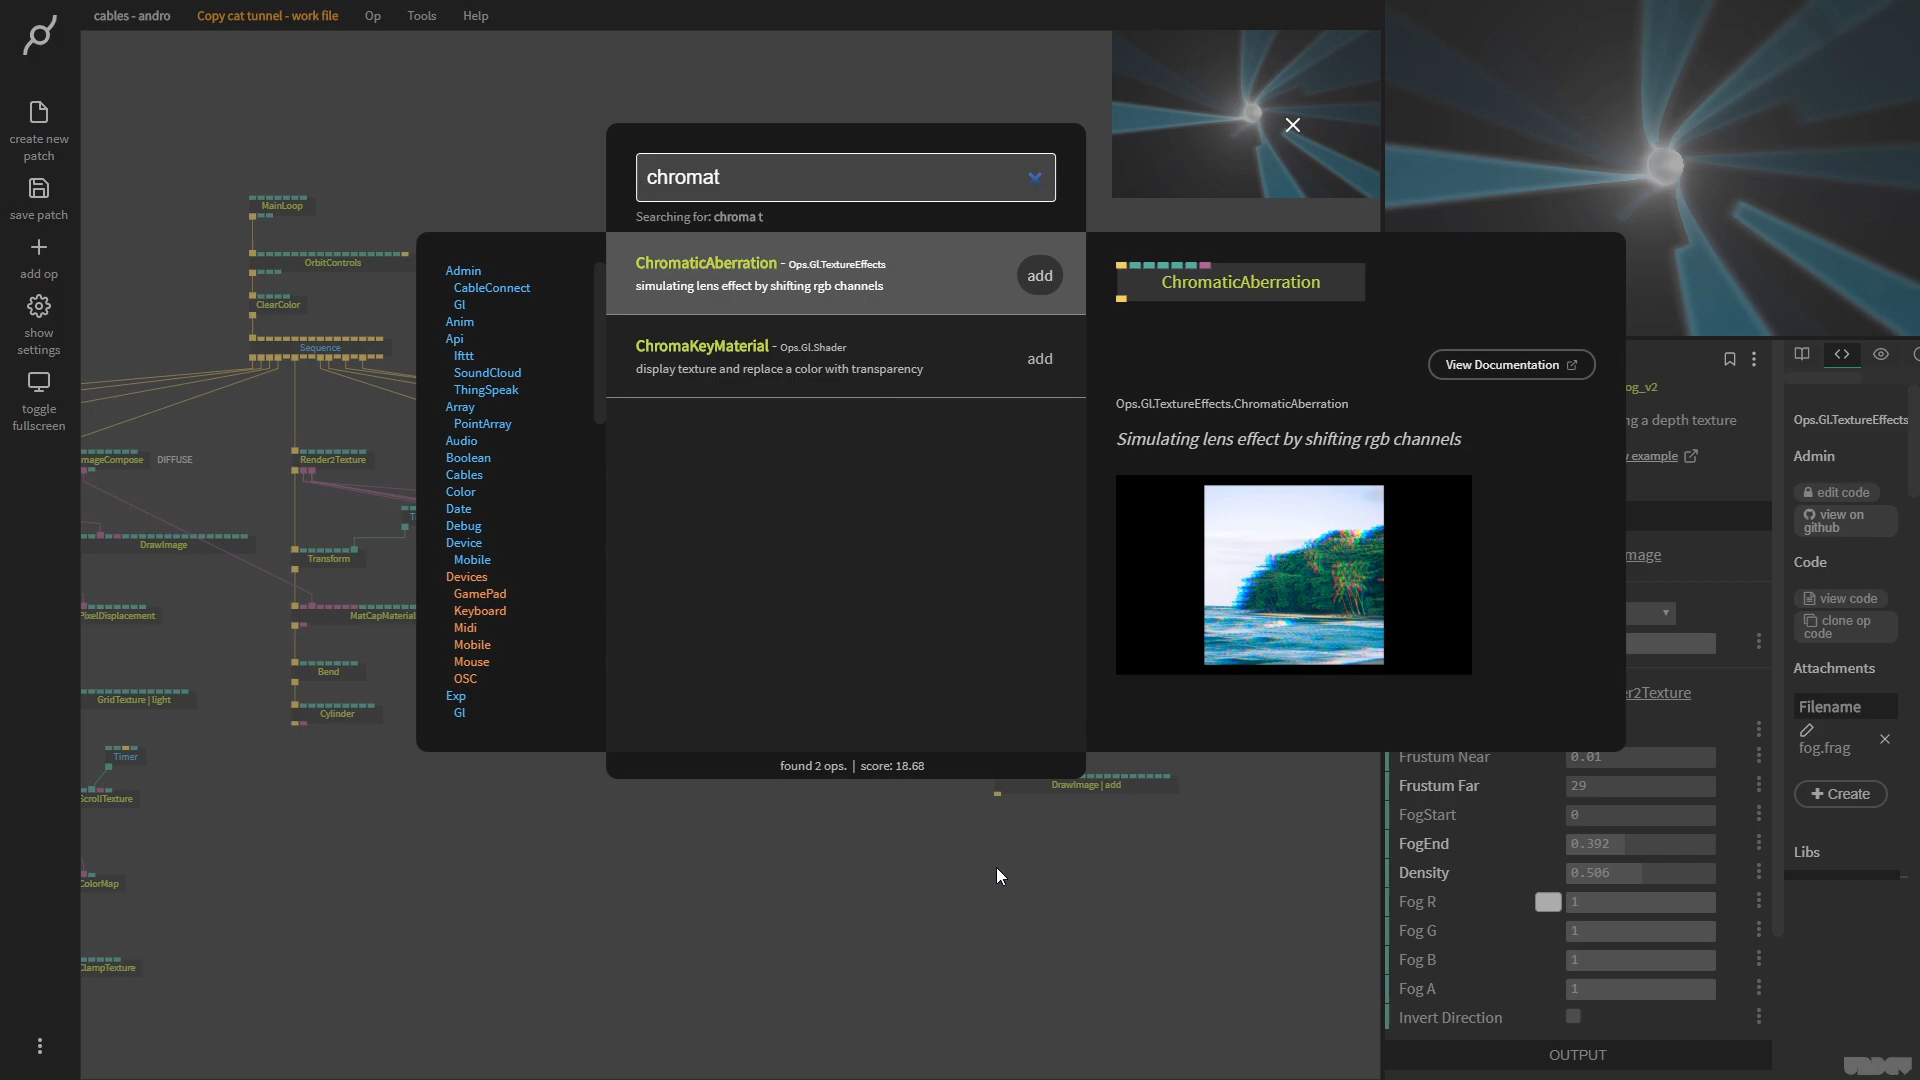 cables - andro
Copy cat tunnel - work file
Op
Tools
Help
create new
patch
save patch
add op
show
settings
toggle
fullscreen
MainLoop
OrbitControls
ClearColor
Sequence
mageCompose
DIFFUSE
Render2Texture
DrawImage
Transform
PixelDisplacement
MatCapMaterial
Bend
GridTexture | light
Cylinder
Timer
ScrollTexture
ColorMap
ClampTexture
DrawImage | add
chromat
Searching for: chroma t
Admin
CableConnect
Gl
Anim
Api
Ifttt
SoundCloud
ThingSpeak
Array
PointArray
Audio
Boolean
Cables
Color
Date
Debug
Device
Mobile
Devices
GamePad
Keyboard
Midi
Mobile
Mouse
OSC
Exp
Gl
ChromaticAberration - Ops.Gl.TextureEffects
simulating lens effect by shifting rgb channels
add
ChromaKeyMaterial - Ops.Gl.Shader
display texture and replace a color with transparency
add
found 2 ops. | score: 18.68
ChromaticAberration
View Documentation
Ops.Gl.TextureEffects.ChromaticAberration
Simulating lens effect by shifting rgb channels
og_v2
ng a depth texture
example
mage
r2Texture
Frustum Near 0.01
Frustum Far 29
FogStart 0
FogEnd 0.392
Density 0.506
Fog R 1
Fog G 1
Fog B 1
Fog A 1
Invert Direction
OUTPUT
Ops.Gl.TextureEffects
Admin
edit code
view on
github
Code
view code
clone op
code
Attachments
Filename
fog.frag
Create
Libs